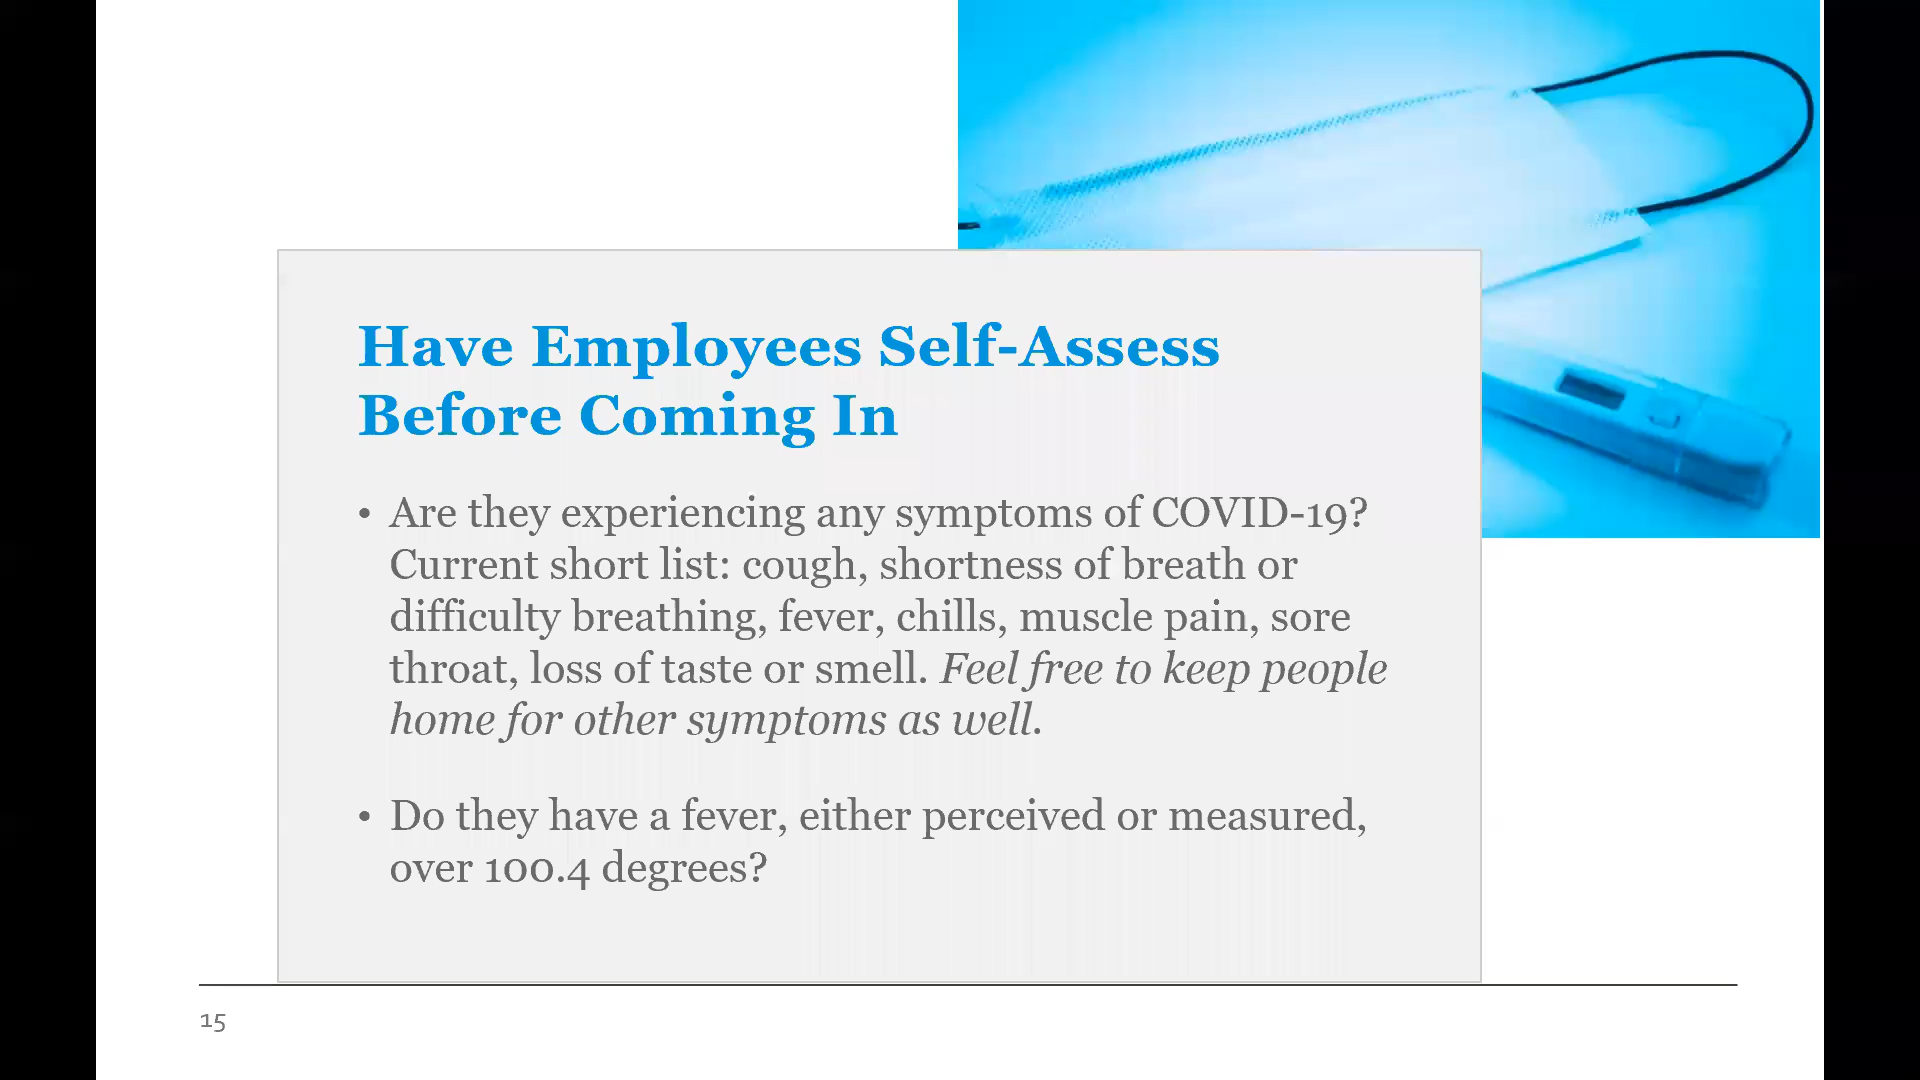 Have Employees Self-Assess
Before Coming In
• Are they experiencing any symptoms of COVID-19?
Current short list: cough, shortness of breath or
difficulty breathing, fever, chills, muscle pain, sore
throat, loss of taste or smell. Feel free to keep people
home for other symptoms as well.
• Do they have a fever, either perceived or measured,
over 100.4 degrees?
15